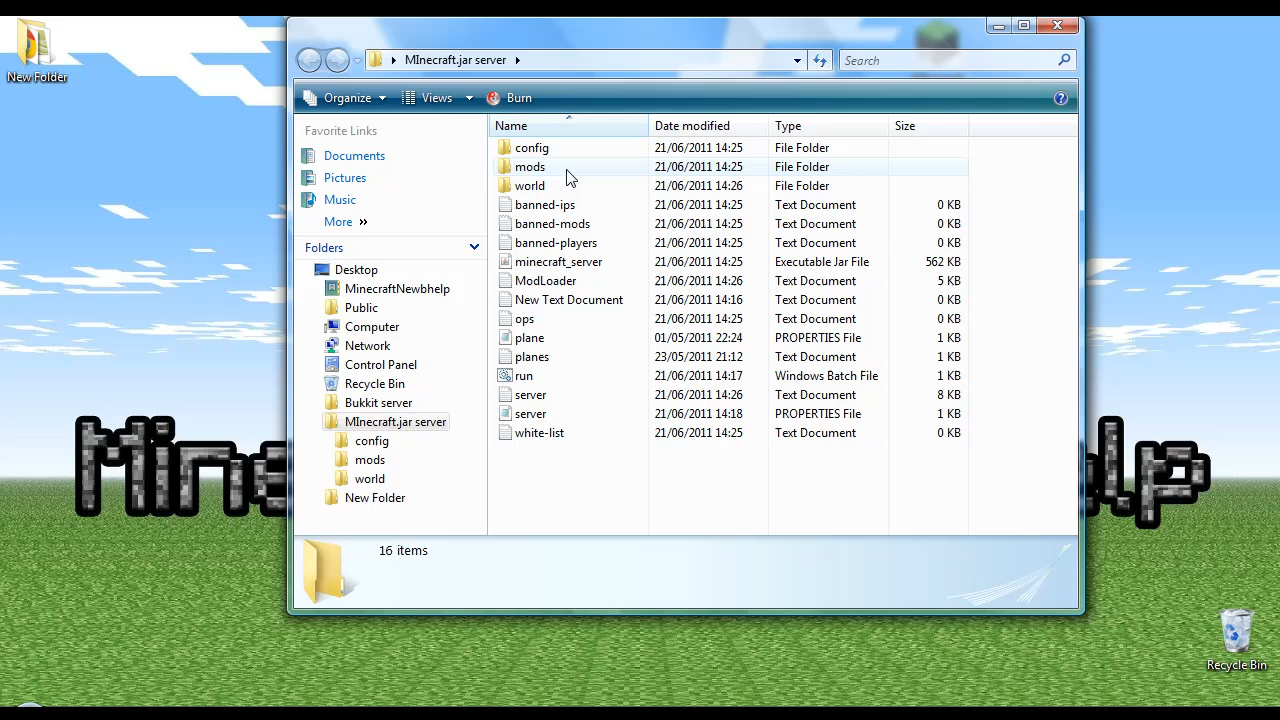 New Folder
MInecraft.jar server
Search
Organize
Views
Burn
Favorite Links
Documents
Pictures
Music
More »
Folders
Desktop
MinecraftNewbhelp
Public
Computer
Network
Control Panel
Recycle Bin
Bukkit server
MInecraft.jar server
config
mods
world
New Folder
Name Date modified Type Size
config 21/06/2011 14:25 File Folder
mods 21/06/2011 14:25 File Folder
world 21/06/2011 14:26 File Folder
banned-ips 21/06/2011 14:25 Text Document 0 KB
banned-mods 21/06/2011 14:25 Text Document 0 KB
banned-players 21/06/2011 14:25 Text Document 0 KB
minecraft_server 21/06/2011 14:25 Executable Jar File 562 KB
ModLoader 21/06/2011 14:26 Text Document 5 KB
New Text Document 21/06/2011 14:16 Text Document 0 KB
ops 21/06/2011 14:25 Text Document 0 KB
plane 01/05/2011 22:24 PROPERTIES File 1 KB
planes 23/05/2011 21:12 Text Document 1 KB
run 21/06/2011 14:17 Windows Batch File 1 KB
server 21/06/2011 14:26 Text Document 8 KB
server 21/06/2011 14:18 PROPERTIES File 1 KB
white-list 21/06/2011 14:25 Text Document 0 KB
16 items
Recycle Bin